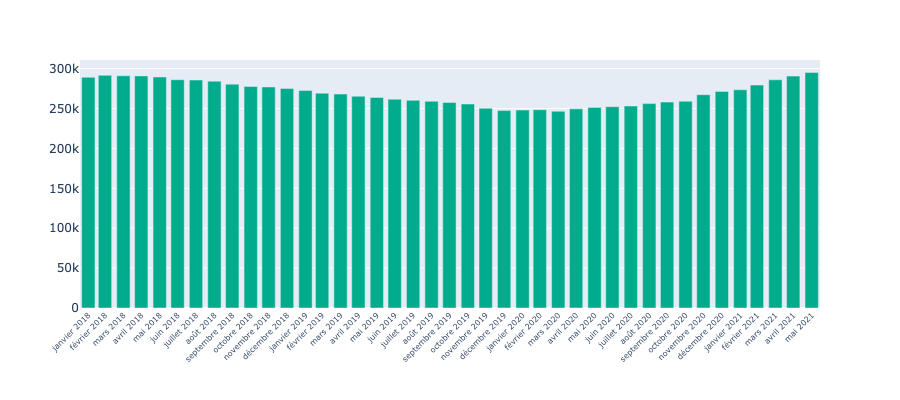 300k
250k
200k
150k
100k
50k
0
janvier 2018
février 2018
mars 2018
avril 2018
mai 2018
juin 2018
juillet 2018
août 2018
septembre 2018
octobre 2018
novembre 2018
décembre 2018
janvier 2019
février 2019
mars 2019
avril 2019
mai 2019
juin 2019
juillet 2019
août 2019
septembre 2019
octobre 2019
novembre 2019
décembre 2019
janvier 2020
février 2020
mars 2020
avril 2020
mai 2020
juin 2020
juillet 2020
août 2020
septembre 2020
octobre 2020
novembre 2020
décembre 2020
janvier 2021
février 2021
mars 2021
avril 2021
mai 2021